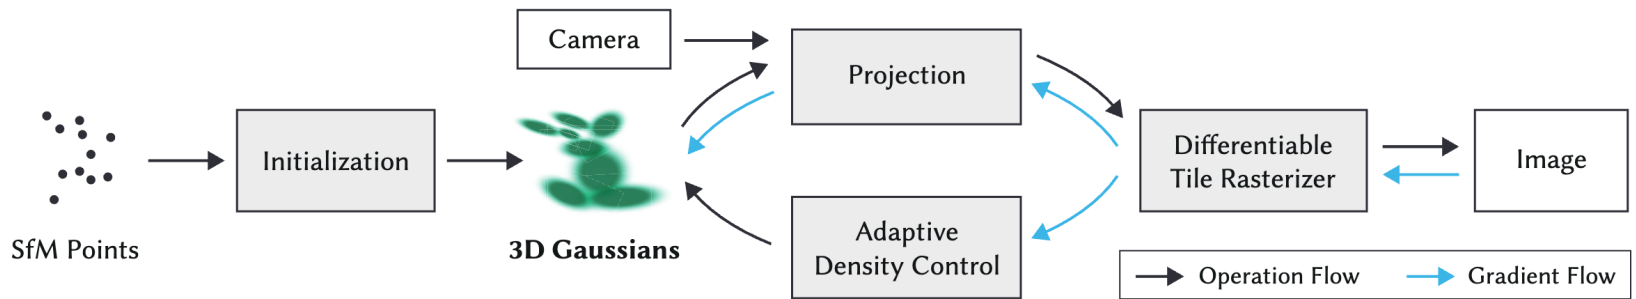 SfM Points
Initialization
3D Gaussians
Camera
Projection
Adaptive
Density Control
Differentiable
Tile Rasterizer
Image
Operation Flow
Gradient Flow